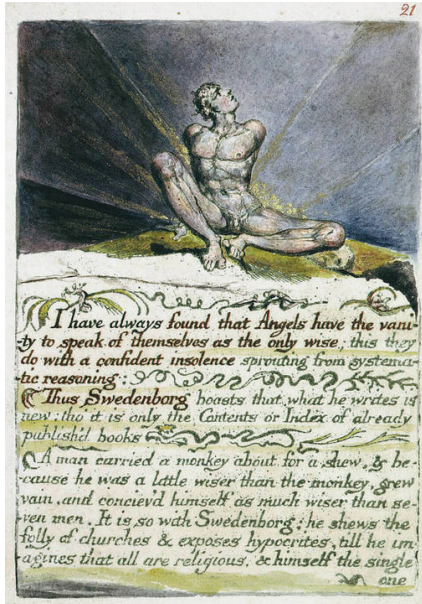 21
I have always found that Angels have the vani-
-ty to speak of themselves as the only wise; this they
do with a confident insolence sprouting from systema-
-tic reasoning:
Thus Swedenborg boasts that what he writes is
new: tho it is only the Contents or Index of already
publish'd books
A man carried a monkey about for a shew, & be-
cause he was a little wiser than the monkey, grew
vain, and conciev'd himself as much wiser than se-
ven men. It is so with Swedenborg: he shews the
folly of churches & exposes hypocrites, till he im-
agines that all are religious, & himself the single
one